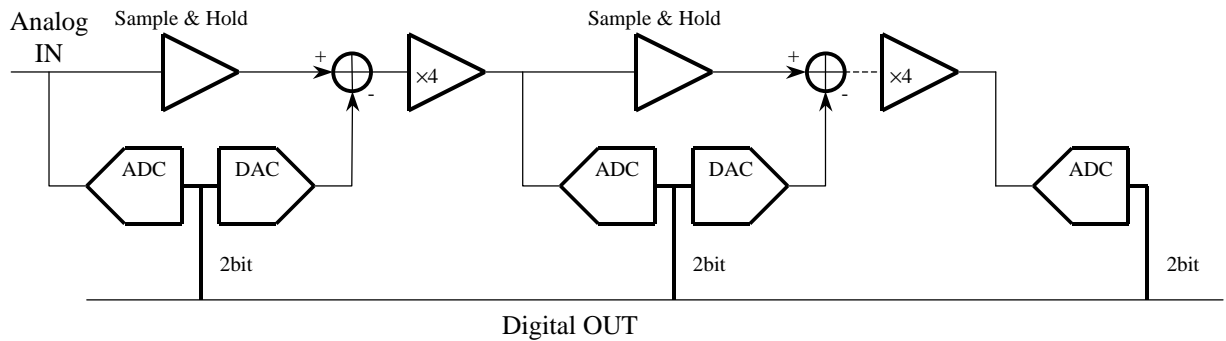 Analog
IN
Sample & Hold
Sample & Hold
+
-
×4
+
-
×4
ADC
DAC
ADC
DAC
ADC
2bit
2bit
2bit
Digital OUT